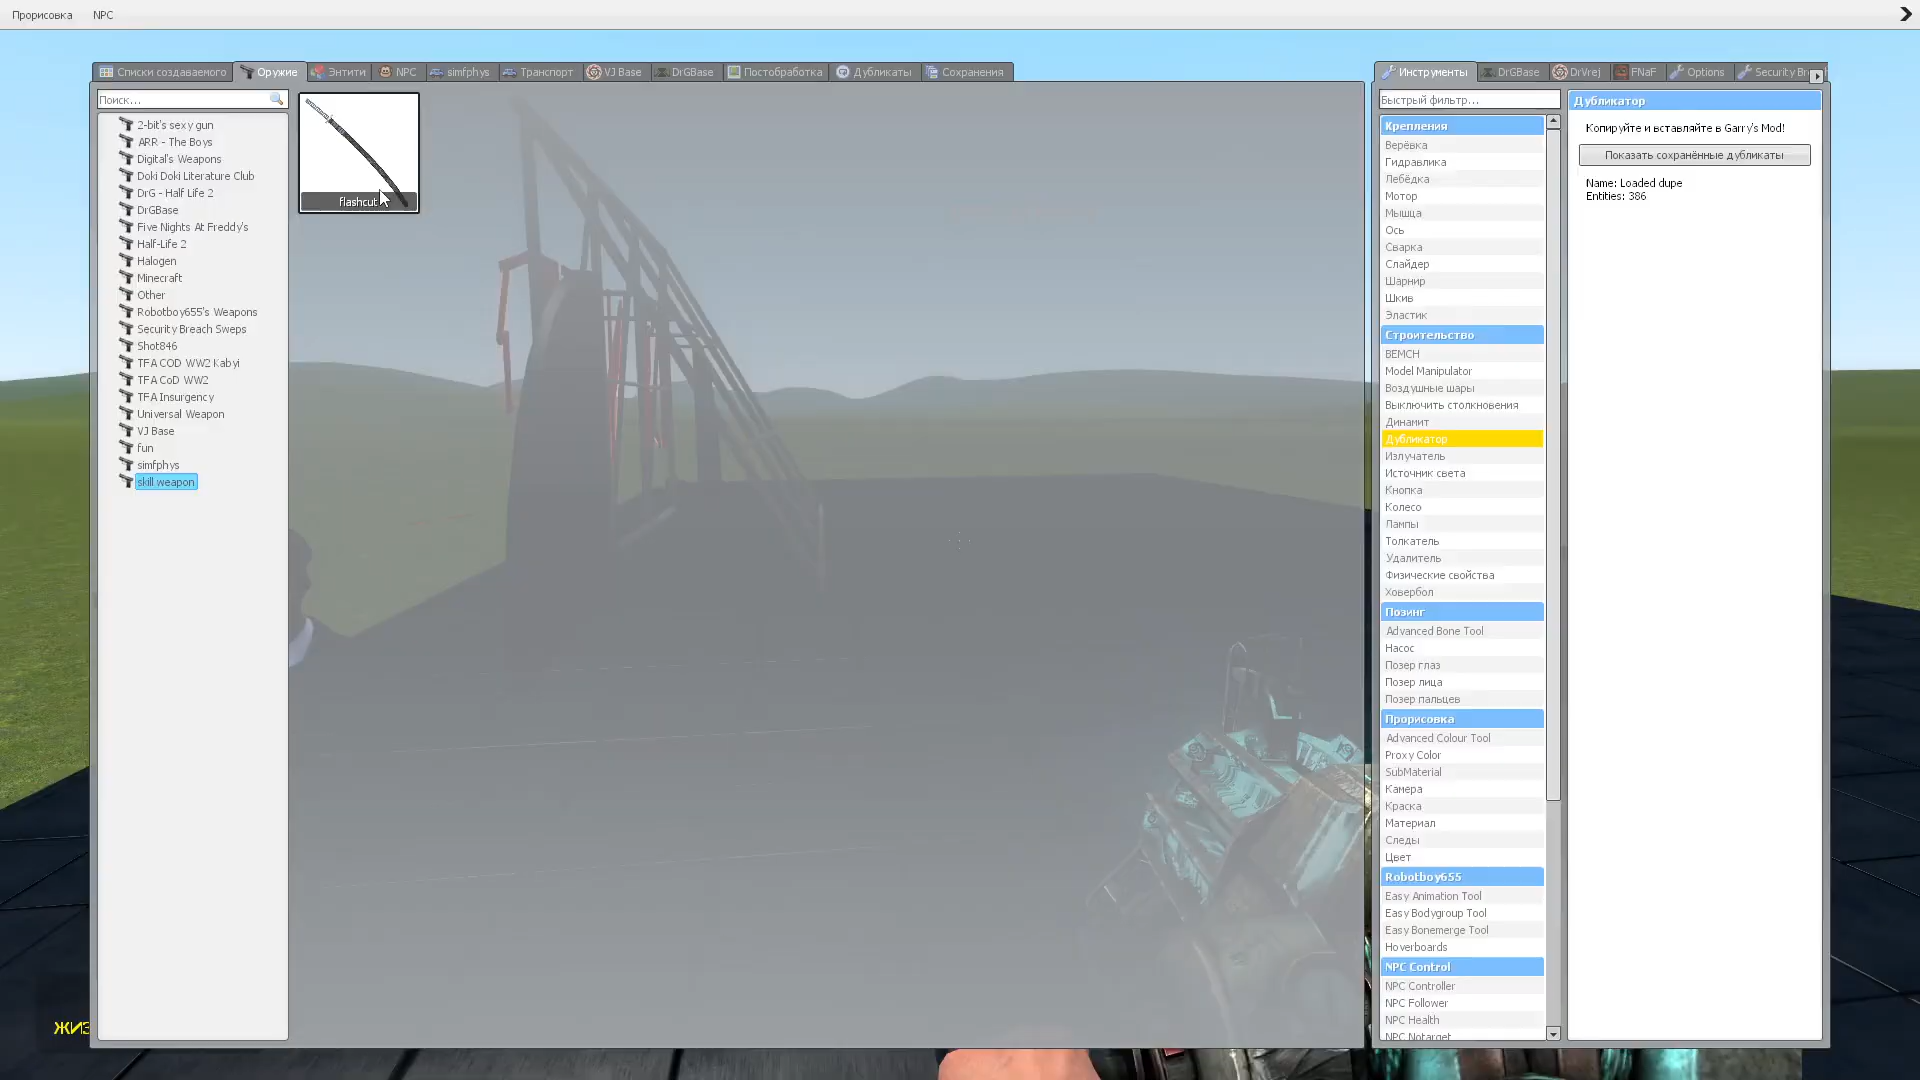 Прорисовка NPC
Списки создаваемого Оружие Энтити NPC simfphys Транспорт VJ Base DrGBase Постобработка Дубликаты Сохранения
Поиск...
2-bit's sexy gun
ARR - The Boys
Digital's Weapons
Doki Doki Literature Club
DrG - Half Life 2
DrGBase
Five Nights At Freddy's
Half-Life 2
Halogen
Minecraft
Other
Robotboy655's Weapons
Security Breach Sweps
Shot846
TFA COD WW2 Kabyi
TFA CoD WW2
TFA Insurgency
Universal Weapon
VJ Base
fun
simfphys
skill weapon
flashcut
Инструменты DrGBase DrVrej FNaF Options Security
Быстрый фильтр...
Крепления
Верёвка
Гидравлика
Лебёдка
Мотор
Мышца
Ось
Сварка
Слайдер
Шарнир
Шкив
Эластик
Строительство
BEMCH
Model Manipulator
Воздушные шары
Выключить столкновения
Динамит
Дубликатор
Излучатель
Источник света
Кнопка
Колесо
Лампы
Толкатель
Удалитель
Физические свойства
Ховербол
Позинг
Advanced Bone Tool
Насос
Позер глаз
Позер лица
Позер пальцев
Прорисовка
Advanced Colour Tool
Proxy Color
SubMaterial
Камера
Краска
Материал
Следы
Цвет
Robotboy655
Easy Animation Tool
Easy Bodygroup Tool
Easy Bonemerge Tool
Hoverboards
NPC Control
NPC Controller
NPC Follower
NPC Health
NPC Notarget
Дубликатор
Копируйте и вставляйте в Garry's Mod!
Показать сохранённые дубликаты
Name: Loaded dupe
Entities: 386